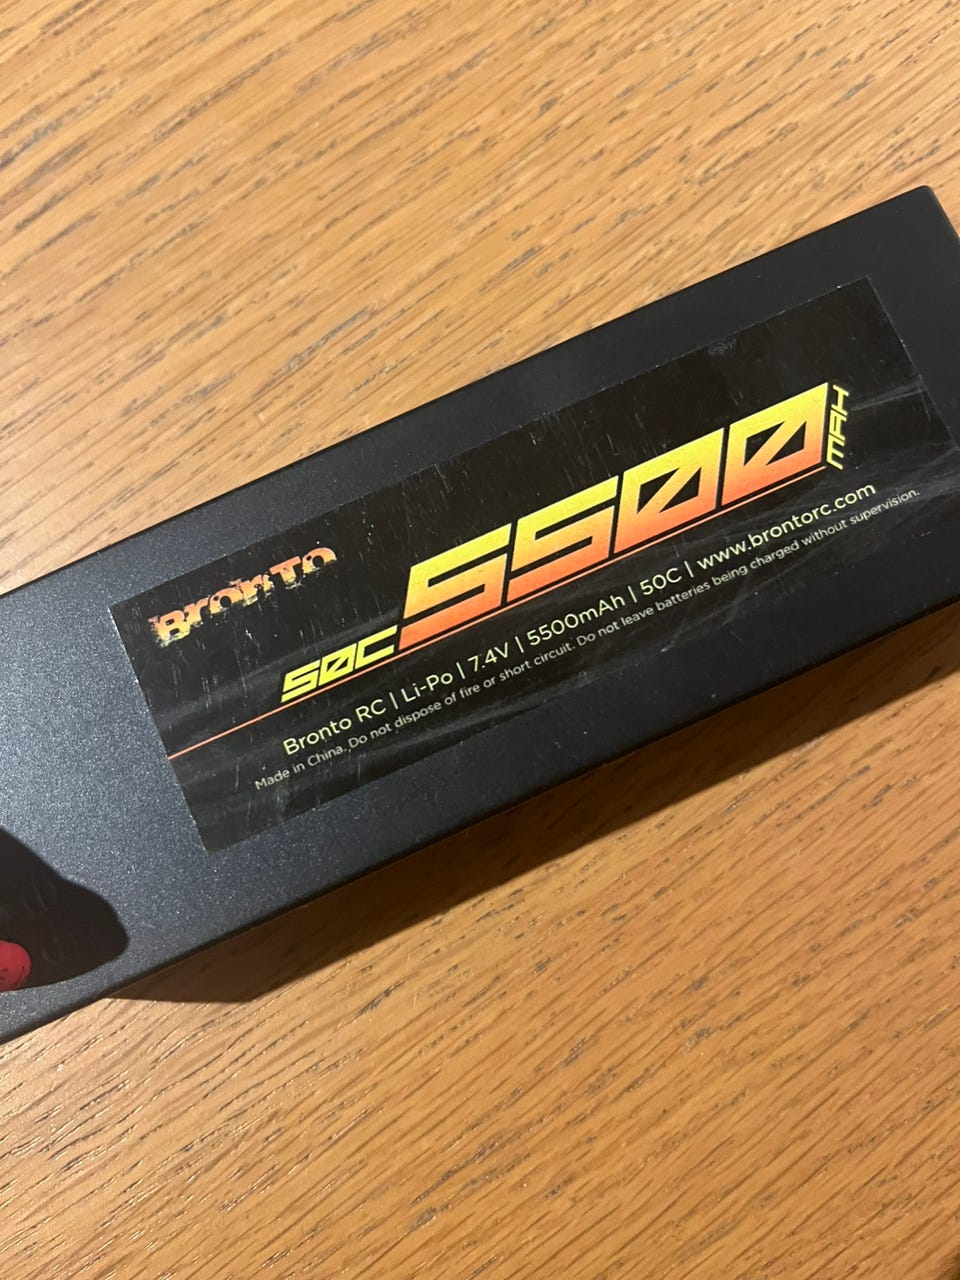 Bronto
50C 5500 MAH
Bronto RC | Li-Po | 7.4V | 5500mAh | 50C | www.brontorc.com
Made in China. Do not dispose of fire or short circuit. Do not leave batteries being charged without supervision.